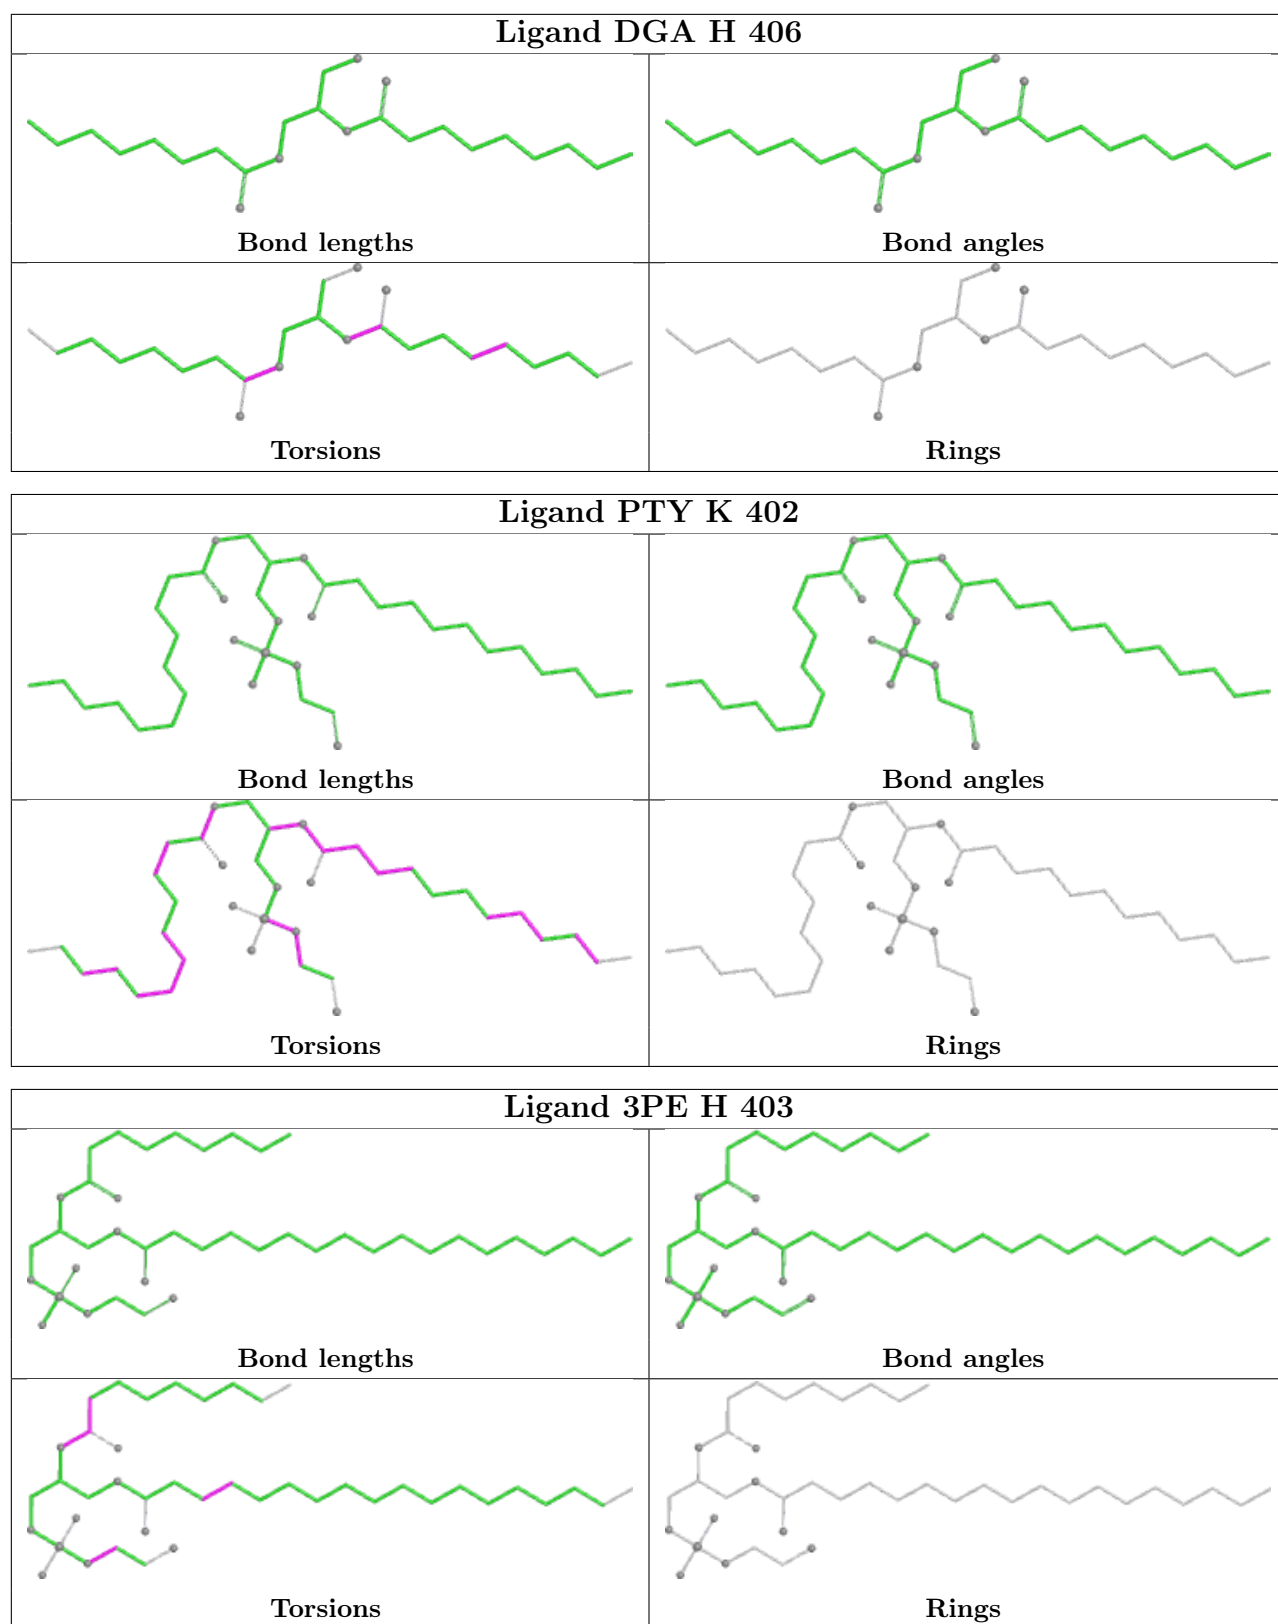 Ligand DGA H 406
Bond lengths
Bond angles
Torsions
Rings
Ligand PTY K 402
Bond lengths
Bond angles
Torsions
Rings
Ligand 3PE H 403
Bond lengths
Bond angles
Torsions
Rings